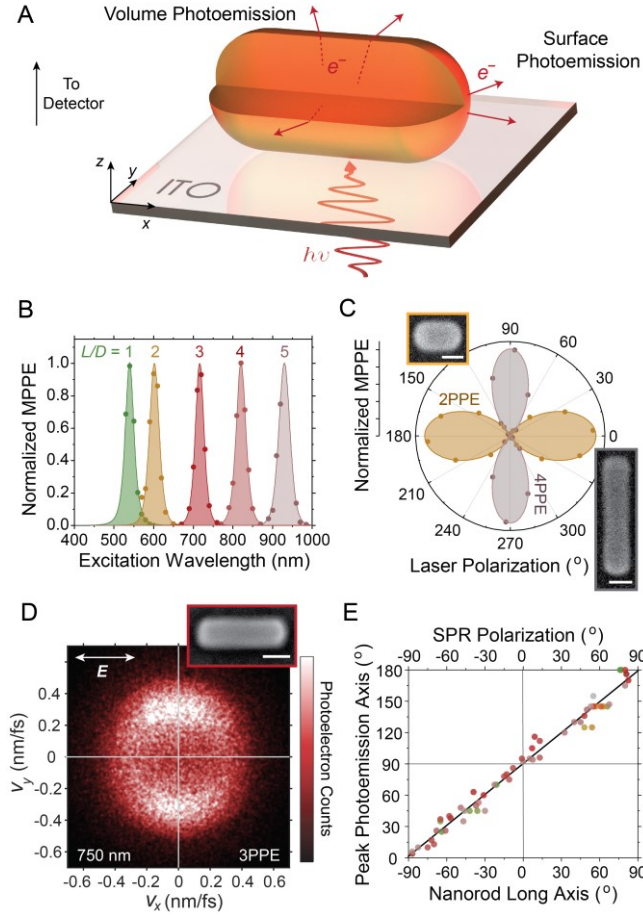 A
Volume Photoemission
Surface
Photoemission
e⁻
e⁻
To
Detector
z
y
x
ITO
hν
B
L/D = 1 2 3 4 5
Normalized MPPE
1.0
0.8
0.6
0.4
0.2
0.0
400 500 600 700 800 900 1000
Excitation Wavelength (nm)
C
Normalized MPPE
90
60
30
0
300
270
240
210
180
150
2PPE
4PPE
Laser Polarization (°)
D
E
Photoelectron Counts
Vy (nm/fs)
0.6
0.4
0.2
0
-0.2
-0.4
-0.6
750 nm
3PPE
-0.6 -0.4 -0.2 0 0.2 0.4 0.6
Vx (nm/fs)
E
SPR Polarization (°)
-90 -60 -30 0 30 60 90
Peak Photoemission Axis (°)
180
150
120
90
60
30
0
-90 -60 -30 0 30 60 90
Nanorod Long Axis (°)